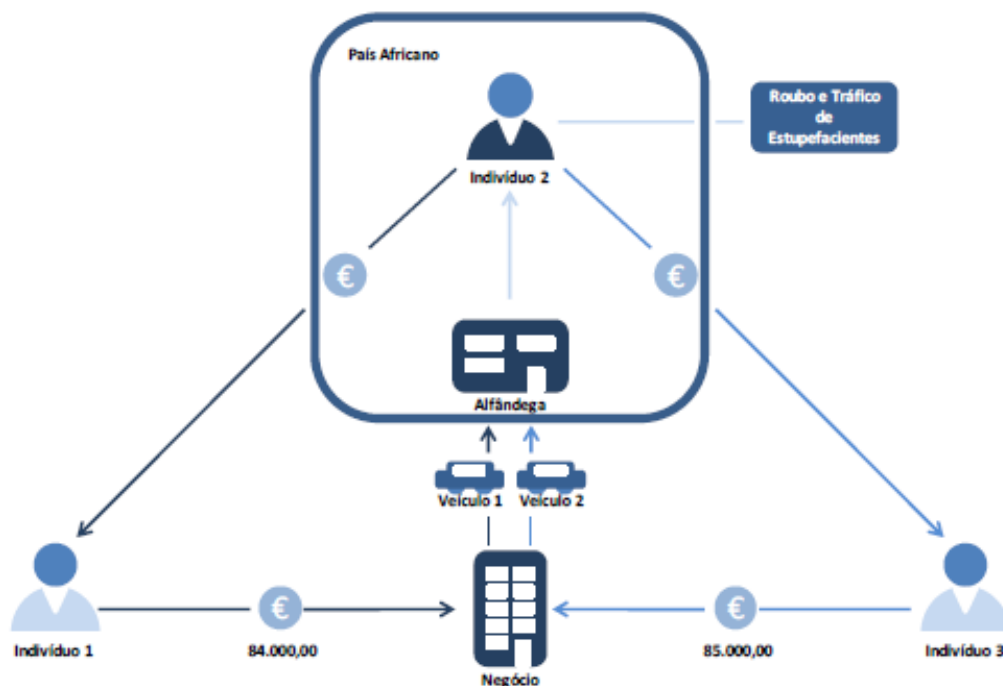 País Africano
Roubo e Tráfico
de
Estupefacientes
Indivíduo 2
€
€
Alfândega
Veículo 1
Veículo 2
€
€
Indivíduo 1
84.000,00
85.000,00
Indivíduo 3
Negócio